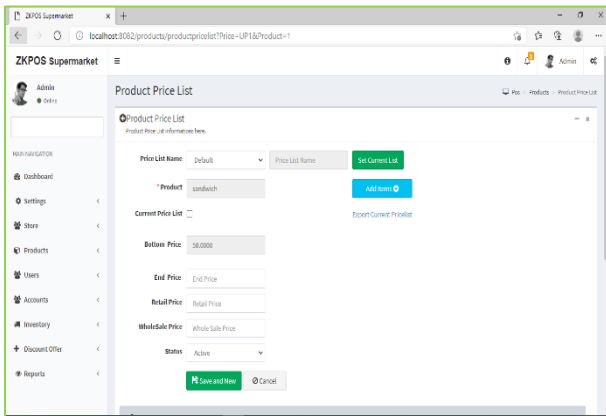 ZKPOS Supermarket
localhost:8082/products/productpricelist?Price=UP1&Product=1
ZKPOS Supermarket
Admin
Admin
Online
Product Price List
Pos Products Product Price List
Product Price List
Product Price List informations here.
MAIN NAVIGATION
Dashboard
Settings
Store
Products
Users
Accounts
Inventory
Discount Offer
Reports
Price List Name Default Price List Name Set Current List
*Product sandwich Add Items
Current Price List Export Current Pricelist
Bottom Price 50.0000
End Price End Price
Retail Price Retail Price
WholeSale Price Whole Sale Price
Status Active
Save and New Cancel